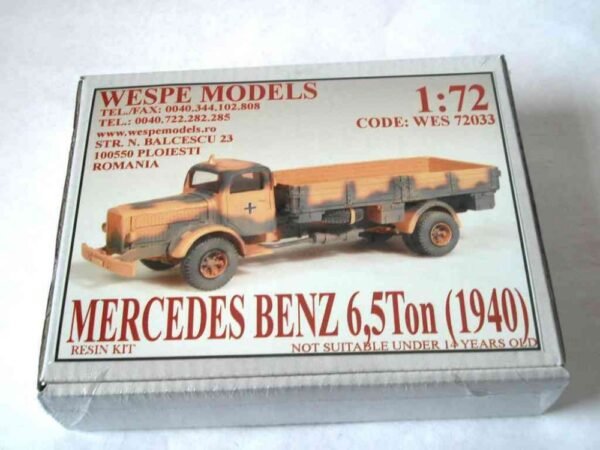 WESPE MODELS
TEL./FAX: 0040.344.102.808
TEL.: 0040.722.282.285
www.wespemodels.ro
STR. N. BALCESCU 23
100550 PLOIESTI
ROMANIA
1:72
CODE: WES 72033
MERCEDES BENZ 6,5Ton (1940)
RESIN KIT
NOT SUITABLE UNDER 14 YEARS OLD